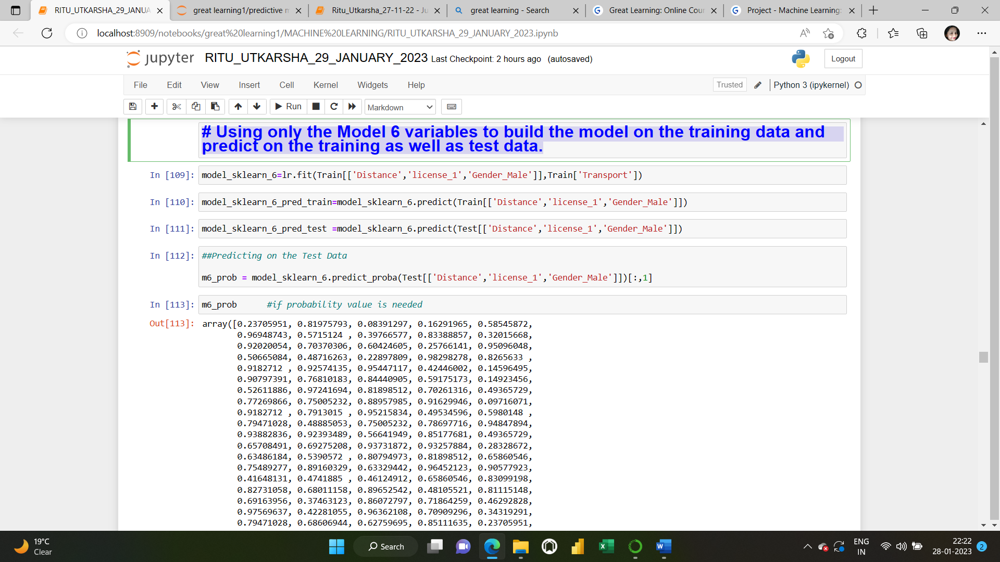 RITU_UTKARSHA_29_JANUA
great learning1/predictive m
Ritu_Utkarsha_27-11-22 - Ju
great learning - Search
Great Learning: Online Cour
Project - Machine Learning:
localhost:8909/notebooks/great%20learning1/MACHINE%20LEARNING/RITU_UTKARSHA_29_JANUARY_2023.ipynb
jupyter RITU_UTKARSHA_29_JANUARY_2023 Last Checkpoint: 2 hours ago (autosaved)
Logout
File Edit View Insert Cell Kernel Widgets Help
Trusted Python 3 (ipykernel)
Run Markdown
# Using only the Model 6 variables to build the model on the training data and
predict on the training as well as test data.
In [109]: model_sklearn_6=lr.fit(Train[['Distance','license_1','Gender_Male']],Train['Transport'])
In [110]: model_sklearn_6_pred_train=model_sklearn_6.predict(Train[['Distance','license_1','Gender_Male']])
In [111]: model_sklearn_6_pred_test =model_sklearn_6.predict(Test[['Distance','license_1','Gender_Male']])
In [112]: ##Predicting on the Test Data
m6_prob = model_sklearn_6.predict_proba(Test[['Distance','license_1','Gender_Male']])[:,1]
In [113]: m6_prob      #if probability value is needed
Out[113]: array([0.23705951, 0.81975793, 0.08391297, 0.16291965, 0.58545872,
0.96948743, 0.5715124 , 0.39766577, 0.83388857, 0.32015668,
0.92020054, 0.70370306, 0.60424605, 0.25766141, 0.95096048,
0.50665084, 0.48716263, 0.22897809, 0.98298278, 0.8265633 ,
0.9182712 , 0.92574135, 0.95447117, 0.42446002, 0.14596495,
0.90797391, 0.76810183, 0.84440905, 0.59175173, 0.14923456,
0.52611886, 0.97241694, 0.81898512, 0.70261316, 0.49365729,
0.77269866, 0.75005232, 0.88957985, 0.91629946, 0.09716071,
0.9182712 , 0.7913015 , 0.95215834, 0.49534596, 0.5980148 ,
0.79471028, 0.48885053, 0.75005232, 0.78697716, 0.94847894,
0.93882836, 0.92393489, 0.56641949, 0.85177681, 0.49365729,
0.65708491, 0.69275208, 0.93731872, 0.93257884, 0.28328672,
0.63486184, 0.5390572 , 0.80794973, 0.81898512, 0.65860546,
0.75489277, 0.89160329, 0.63329442, 0.96452123, 0.90577923,
0.41648131, 0.4741885 , 0.46124912, 0.65860546, 0.83099198,
0.82731058, 0.68011158, 0.89652542, 0.48105521, 0.81115148,
0.69163956, 0.37463123, 0.86072797, 0.71864259, 0.46292828,
0.97569637, 0.42281055, 0.96362108, 0.70909296, 0.34319291,
0.79471028, 0.68606944, 0.62759695, 0.85111635, 0.23705951,
19°C
Clear
Search
ENG
IN
22:22
28-01-2023
2